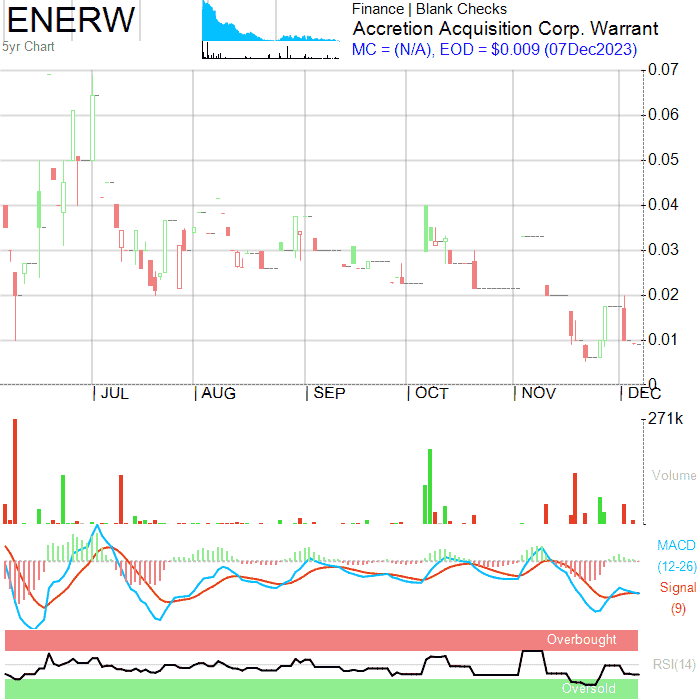 ENERW
5yr Chart
Finance | Blank Checks
Accretion Acquisition Corp. Warrant
MC = (N/A), EOD = $0.009 (07Dec2023)
0.07
0.06
0.05
0.04
0.03
0.02
0.01
0
JUL AUG SEP OCT NOV DEC
271k
Volume
MACD
(12-26)
Signal
(9)
Overbought
RSI(14)
Oversold